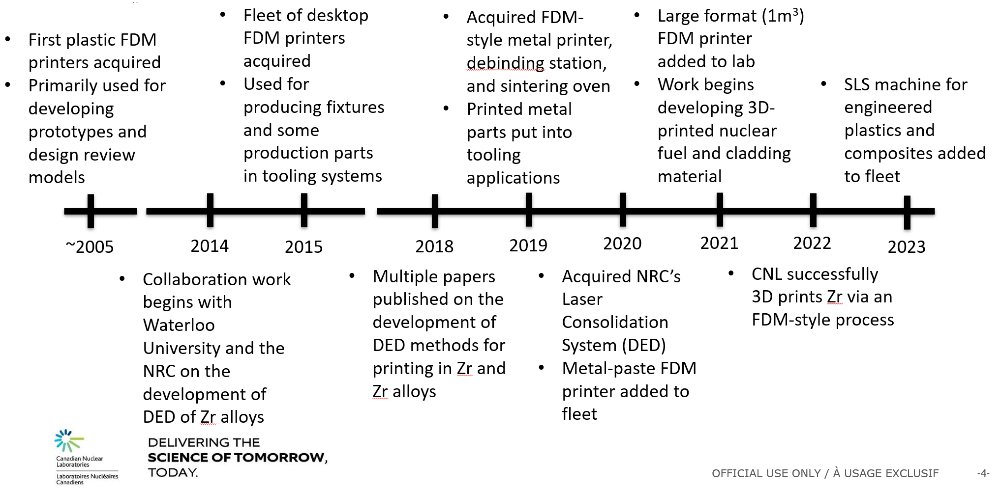 • First plastic FDM
printers acquired
• Primarily used for
developing
prototypes and
design review
models
• Fleet of desktop
FDM printers
acquired
• Used for
producing fixtures
and some
production parts
in tooling systems
• Acquired FDM-
style metal printer,
debinding station,
and sintering oven
• Printed metal
parts put into
tooling
applications
• Large format (1m³)
FDM printer
added to lab
• Work begins
developing 3D-
printed nuclear
fuel and cladding
material
• SLS machine for
engineered
plastics and
composites added
to fleet
~2005
2014
2015
2018
2019
2020
2021
2022
2023
• Collaboration work
begins with
Waterloo
University and the
NRC on the
development of
DED of Zr alloys
• Multiple papers
published on the
development of
DED methods for
printing in Zr and
Zr alloys
• Acquired NRC’s
Laser
Consolidation
System (DED)
• Metal-paste FDM
printer added to
fleet
• CNL successfully
3D prints Zr via an
FDM-style process
Canadian Nuclear
Laboratories
Laboratoires Nucléaires
Canadiens
DELIVERING THE
SCIENCE OF TOMORROW,
TODAY.
OFFICIAL USE ONLY / À USAGE EXCLUSIF
-4-